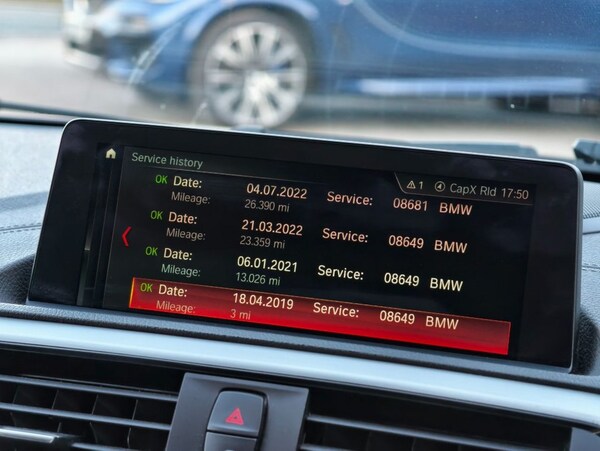 Service history
1 CapX Rld 17:50
OK Date: 04.07.2022 Service: 08681 BMW
Mileage: 26.390 mi
OK Date: 21.03.2022 Service: 08649 BMW
Mileage: 23.359 mi
OK Date: 06.01.2021 Service: 08649 BMW
Mileage: 13.026 mi
OK Date: 18.04.2019 Service: 08649 BMW
Mileage: 3 mi